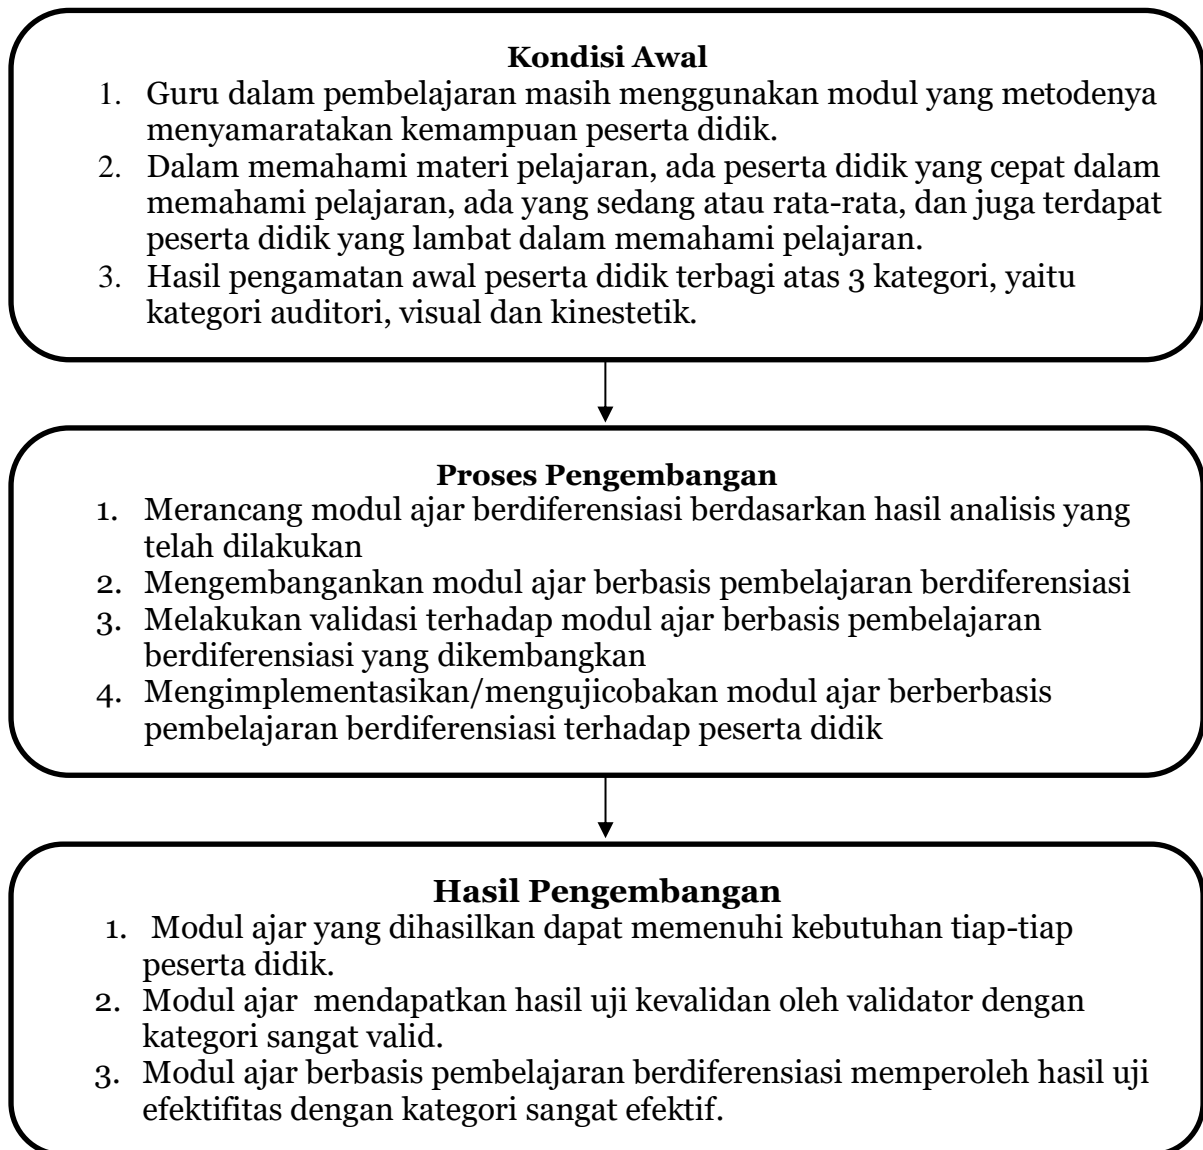 Kondisi Awal
1. Guru dalam pembelajaran masih menggunakan modul yang metodenya
menyamaratakan kemampuan peserta didik.
2. Dalam memahami materi pelajaran, ada peserta didik yang cepat dalam
memahami pelajaran, ada yang sedang atau rata-rata, dan juga terdapat
peserta didik yang lambat dalam memahami pelajaran.
3. Hasil pengamatan awal peserta didik terbagi atas 3 kategori, yaitu
kategori auditori, visual dan kinestetik.
Proses Pengembangan
1. Merancang modul ajar berdiferensiasi berdasarkan hasil analisis yang
telah dilakukan
2. Mengembangankan modul ajar berbasis pembelajaran berdiferensiasi
3. Melakukan validasi terhadap modul ajar berbasis pembelajaran
berdiferensiasi yang dikembangkan
4. Mengimplementasikan/mengujicobakan modul ajar berberbasis
pembelajaran berdiferensiasi terhadap peserta didik
Hasil Pengembangan
1. Modul ajar yang dihasilkan dapat memenuhi kebutuhan tiap-tiap
peserta didik.
2. Modul ajar mendapatkan hasil uji kevalidan oleh validator dengan
kategori sangat valid.
3. Modul ajar berbasis pembelajaran berdiferensiasi memperoleh hasil uji
efektifitas dengan kategori sangat efektif.